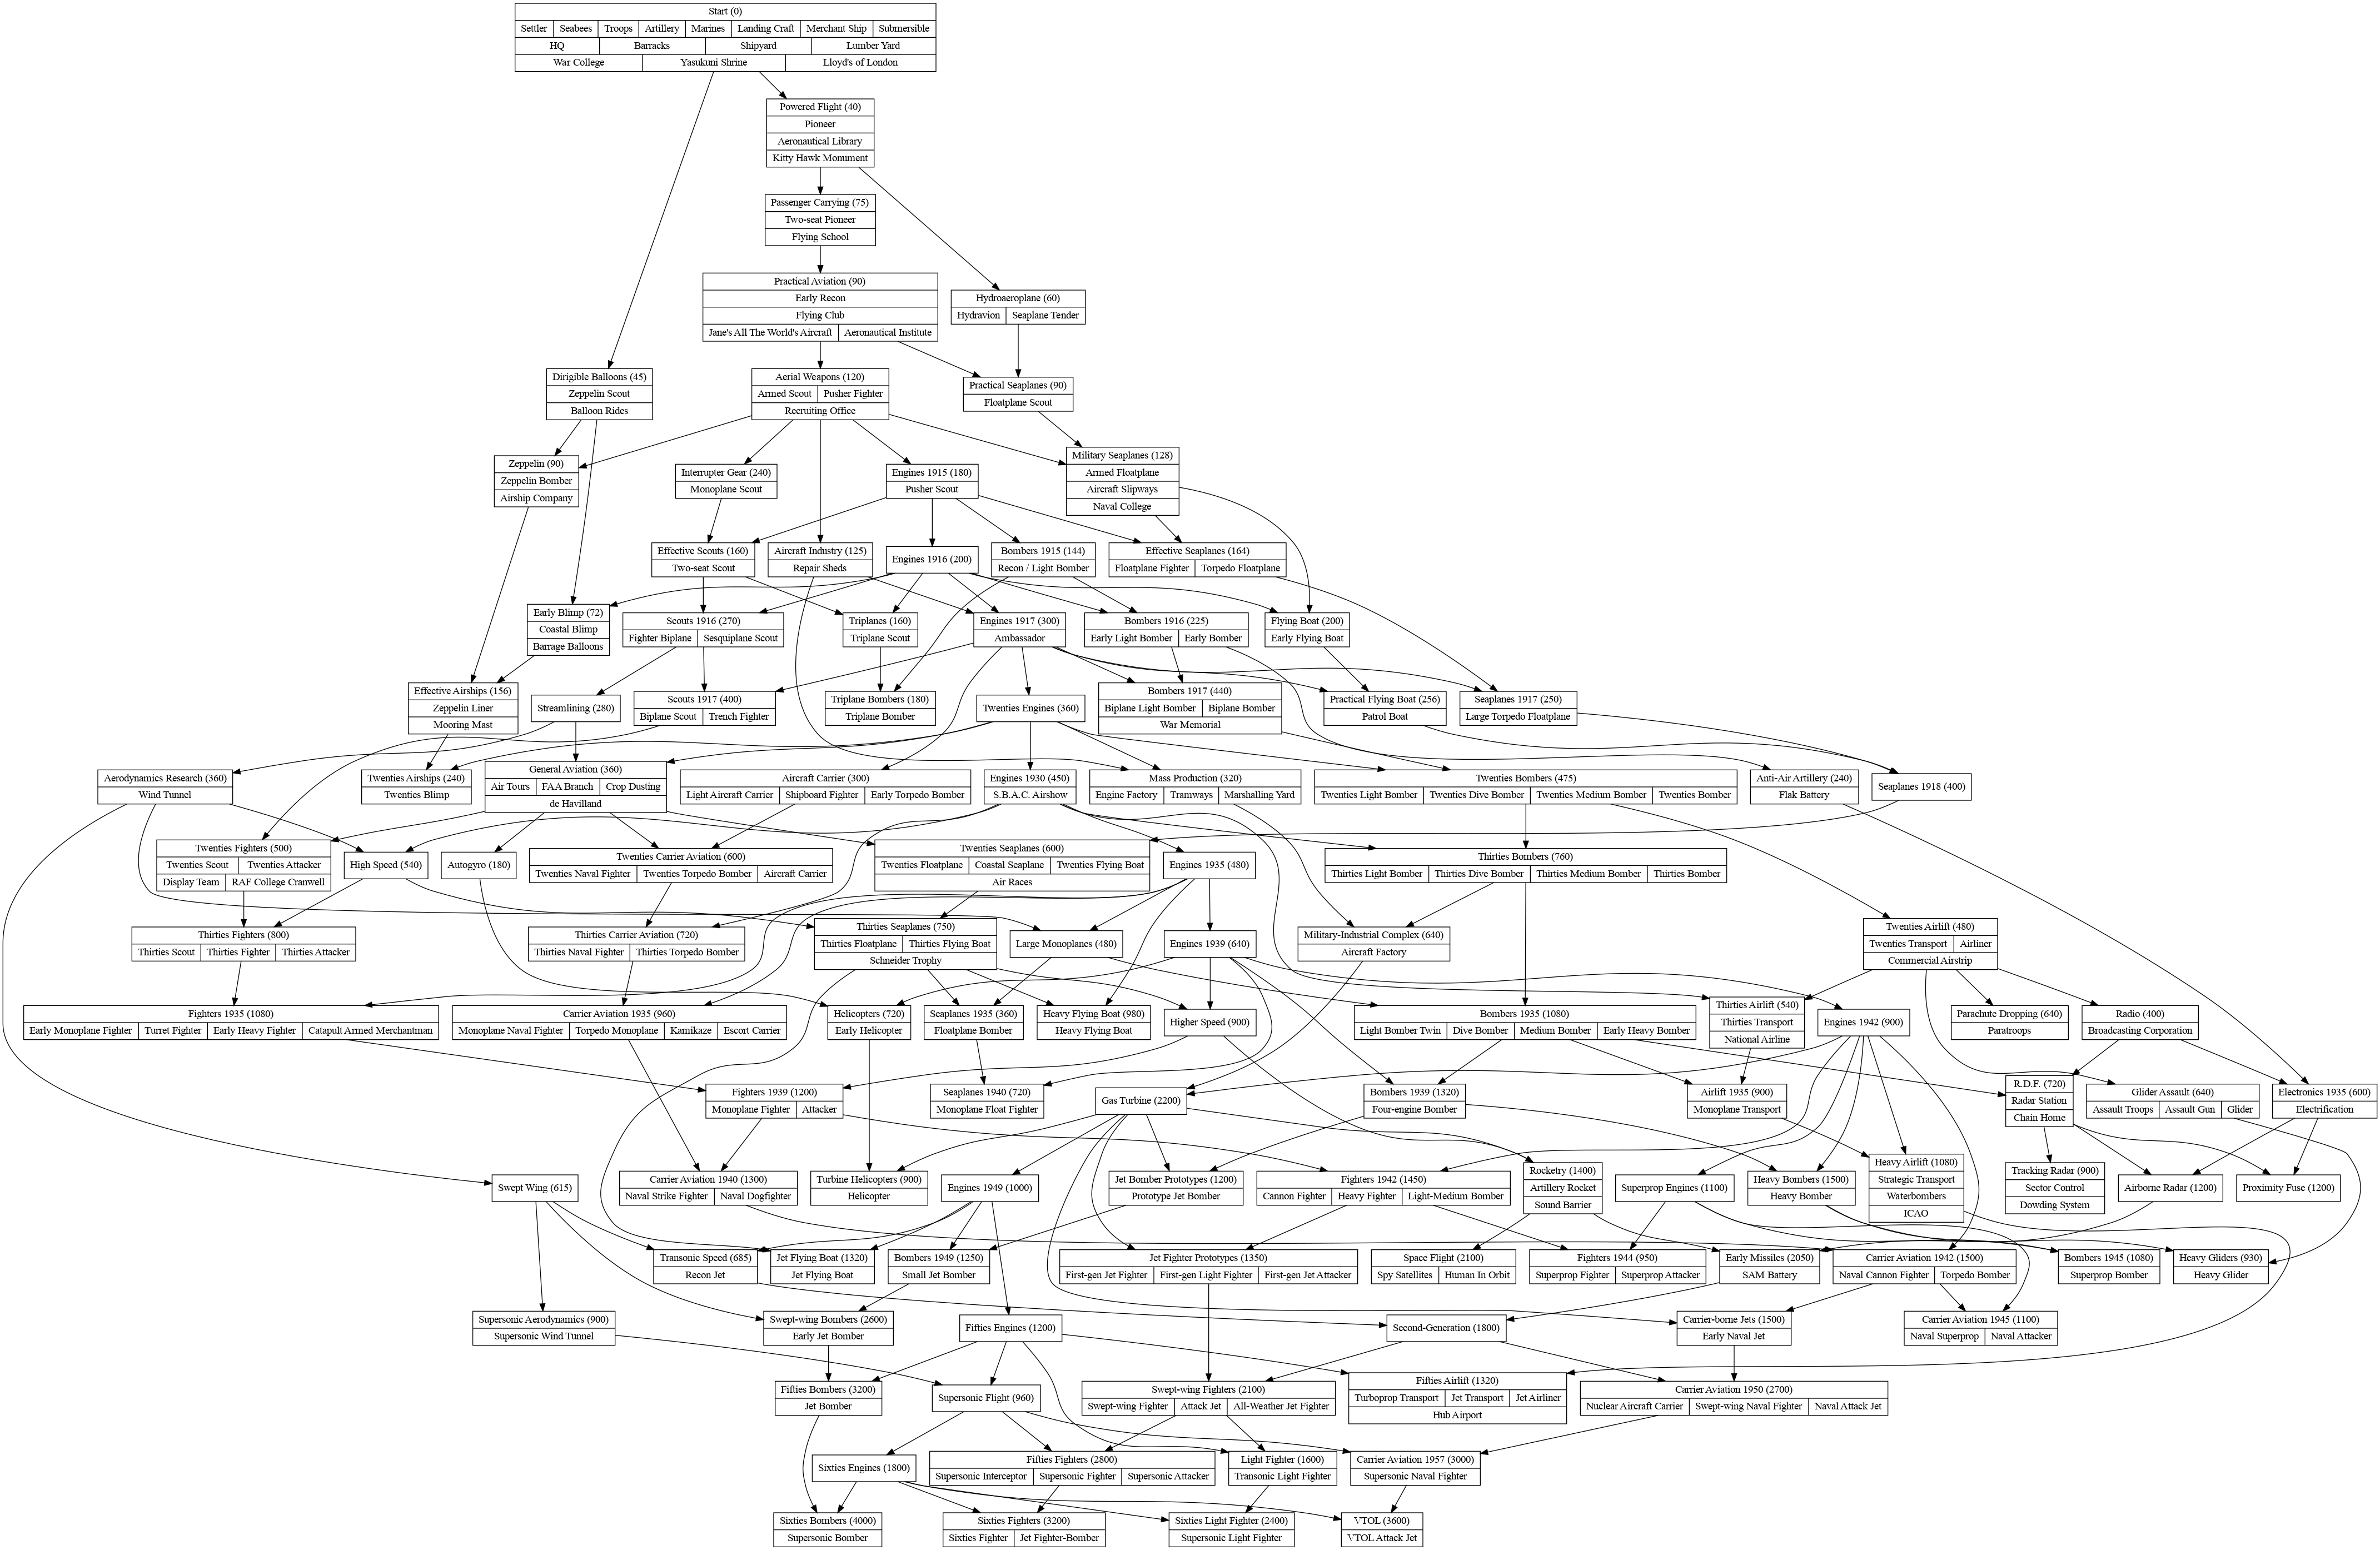 Start (0)
Settler Seabees Troops Artillery Marines Landing Craft Merchant Ship Submersible
HQ Barracks Shipyard Lumber Yard
War College Yasukuni Shrine Lloyd's of London
Powered Flight (40)
Pioneer
Aeronautical Library
Kitty Hawk Monument
Passenger Carrying (75)
Two-seat Pioneer
Flying School
Practical Aviation (90)
Early Recon
Flying Club
Jane's All The World's Aircraft Aeronautical Institute
Hydroaeroplane (60)
Hydravion Seaplane Tender
Dirigible Balloons (45)
Zeppelin Scout
Balloon Rides
Aerial Weapons (120)
Armed Scout Pusher Fighter
Recruiting Office
Practical Seaplanes (90)
Floatplane Scout
Zeppelin (90)
Zeppelin Bomber
Airship Company
Interrupter Gear (240)
Monoplane Scout
Engines 1915 (180)
Pusher Scout
Military Seaplanes (128)
Armed Floatplane
Aircraft Slipways
Naval College
Effective Scouts (160)
Two-seat Scout
Aircraft Industry (125)
Repair Sheds
Engines 1916 (200)
Bombers 1915 (144)
Recon / Light Bomber
Effective Seaplanes (164)
Floatplane Fighter Torpedo Floatplane
Early Blimp (72)
Coastal Blimp
Barrage Balloons
Scouts 1916 (270)
Fighter Biplane Sesquiplane Scout
Triplanes (160)
Triplane Scout
Engines 1917 (300)
Ambassador
Bombers 1916 (225)
Early Light Bomber Early Bomber
Flying Boat (200)
Early Flying Boat
Effective Airships (156)
Zeppelin Liner
Mooring Mast
Streamlining (280)
Scouts 1917 (400)
Biplane Scout Trench Fighter
Triplane Bombers (180)
Triplane Bomber
Twenties Engines (360)
Bombers 1917 (440)
Biplane Light Bomber Biplane Bomber
War Memorial
Practical Flying Boat (256)
Patrol Boat
Seaplanes 1917 (250)
Large Torpedo Floatplane
Aerodynamics Research (360)
Wind Tunnel
Twenties Airships (240)
Twenties Blimp
General Aviation (360)
Air Tours FAA Branch Crop Dusting
de Havilland
Aircraft Carrier (300)
Light Aircraft Carrier Shipboard Fighter Early Torpedo Bomber
Engines 1930 (450)
S.B.A.C. Airshow
Mass Production (320)
Engine Factory Tramways Marshalling Yard
Twenties Bombers (475)
Twenties Light Bomber Twenties Dive Bomber Twenties Medium Bomber Twenties Bomber
Anti-Air Artillery (240)
Flak Battery
Seaplanes 1918 (400)
Twenties Fighters (500)
Twenties Scout Twenties Attacker
Display Team RAF College Cranwell
High Speed (540)
Autogyro (180)
Twenties Carrier Aviation (600)
Twenties Naval Fighter Twenties Torpedo Bomber Aircraft Carrier
Twenties Seaplanes (600)
Twenties Floatplane Coastal Seaplane Twenties Flying Boat
Air Races
Engines 1935 (480)
Thirties Bombers (760)
Thirties Light Bomber Thirties Dive Bomber Thirties Medium Bomber Thirties Bomber
Thirties Fighters (800)
Thirties Scout Thirties Fighter Thirties Attacker
Thirties Carrier Aviation (720)
Thirties Naval Fighter Thirties Torpedo Bomber
Thirties Seaplanes (750)
Thirties Floatplane Thirties Flying Boat
Schneider Trophy
Large Monoplanes (480)
Engines 1939 (640)
Military-Industrial Complex (640)
Aircraft Factory
Twenties Airlift (480)
Twenties Transport Airliner
Commercial Airstrip
Fighters 1935 (1080)
Early Monoplane Fighter Turret Fighter Early Heavy Fighter Catapult Armed Merchantman
Carrier Aviation 1935 (960)
Monoplane Naval Fighter Torpedo Monoplane Kamikaze Escort Carrier
Helicopters (720)
Early Helicopter
Seaplanes 1935 (360)
Floatplane Bomber
Heavy Flying Boat (980)
Heavy Flying Boat
Higher Speed (900)
Bombers 1935 (1080)
Light Bomber Twin Dive Bomber Medium Bomber Early Heavy Bomber
Thirties Airlift (540)
Thirties Transport
National Airline
Engines 1942 (900)
Parachute Dropping (640)
Paratroops
Radio (400)
Broadcasting Corporation
Fighters 1939 (1200)
Monoplane Fighter Attacker
Seaplanes 1940 (720)
Monoplane Float Fighter
Gas Turbine (2200)
Bombers 1939 (1320)
Four-engine Bomber
Airlift 1935 (900)
Monoplane Transport
R.D.F. (720)
Radar Station
Chain Home
Glider Assault (640)
Assault Troops Assault Gun Glider
Electronics 1935 (600)
Electrification
Swept Wing (615)
Carrier Aviation 1940 (1300)
Naval Strike Fighter Naval Dogfighter
Turbine Helicopters (900)
Helicopter
Engines 1949 (1000)
Jet Bomber Prototypes (1200)
Prototype Jet Bomber
Fighters 1942 (1450)
Cannon Fighter Heavy Fighter Light-Medium Bomber
Rocketry (1400)
Artillery Rocket
Sound Barrier
Superprop Engines (1100)
Heavy Bombers (1500)
Heavy Bomber
Heavy Airlift (1080)
Strategic Transport
Waterbombers
ICAO
Tracking Radar (900)
Sector Control
Dowding System
Airborne Radar (1200)
Proximity Fuse (1200)
Transonic Speed (685)
Recon Jet
Jet Flying Boat (1320)
Jet Flying Boat
Bombers 1949 (1250)
Small Jet Bomber
Jet Fighter Prototypes (1350)
First-gen Jet Fighter First-gen Light Fighter First-gen Jet Attacker
Space Flight (2100)
Spy Satellites Human In Orbit
Fighters 1944 (950)
Superprop Fighter Superprop Attacker
Early Missiles (2050)
SAM Battery
Carrier Aviation 1942 (1500)
Naval Cannon Fighter Torpedo Bomber
Bombers 1945 (1080)
Superprop Bomber
Heavy Gliders (930)
Heavy Glider
Supersonic Aerodynamics (900)
Supersonic Wind Tunnel
Swept-wing Bombers (2600)
Early Jet Bomber
Fifties Engines (1200)
Second-Generation (1800)
Carrier-borne Jets (1500)
Early Naval Jet
Carrier Aviation 1945 (1100)
Naval Superprop Naval Attacker
Fifties Bombers (3200)
Jet Bomber
Supersonic Flight (960)
Swept-wing Fighters (2100)
Swept-wing Fighter Attack Jet All-Weather Jet Fighter
Fifties Airlift (1320)
Turboprop Transport Jet Transport Jet Airliner
Hub Airport
Carrier Aviation 1950 (2700)
Nuclear Aircraft Carrier Swept-wing Naval Fighter Naval Attack Jet
Sixties Engines (1800)
Fifties Fighters (2800)
Supersonic Interceptor Supersonic Fighter Supersonic Attacker
Light Fighter (1600)
Transonic Light Fighter
Carrier Aviation 1957 (3000)
Supersonic Naval Fighter
Sixties Bombers (4000)
Supersonic Bomber
Sixties Fighters (3200)
Sixties Fighter Jet Fighter-Bomber
Sixties Light Fighter (2400)
Supersonic Light Fighter
VTOL (3600)
VTOL Attack Jet